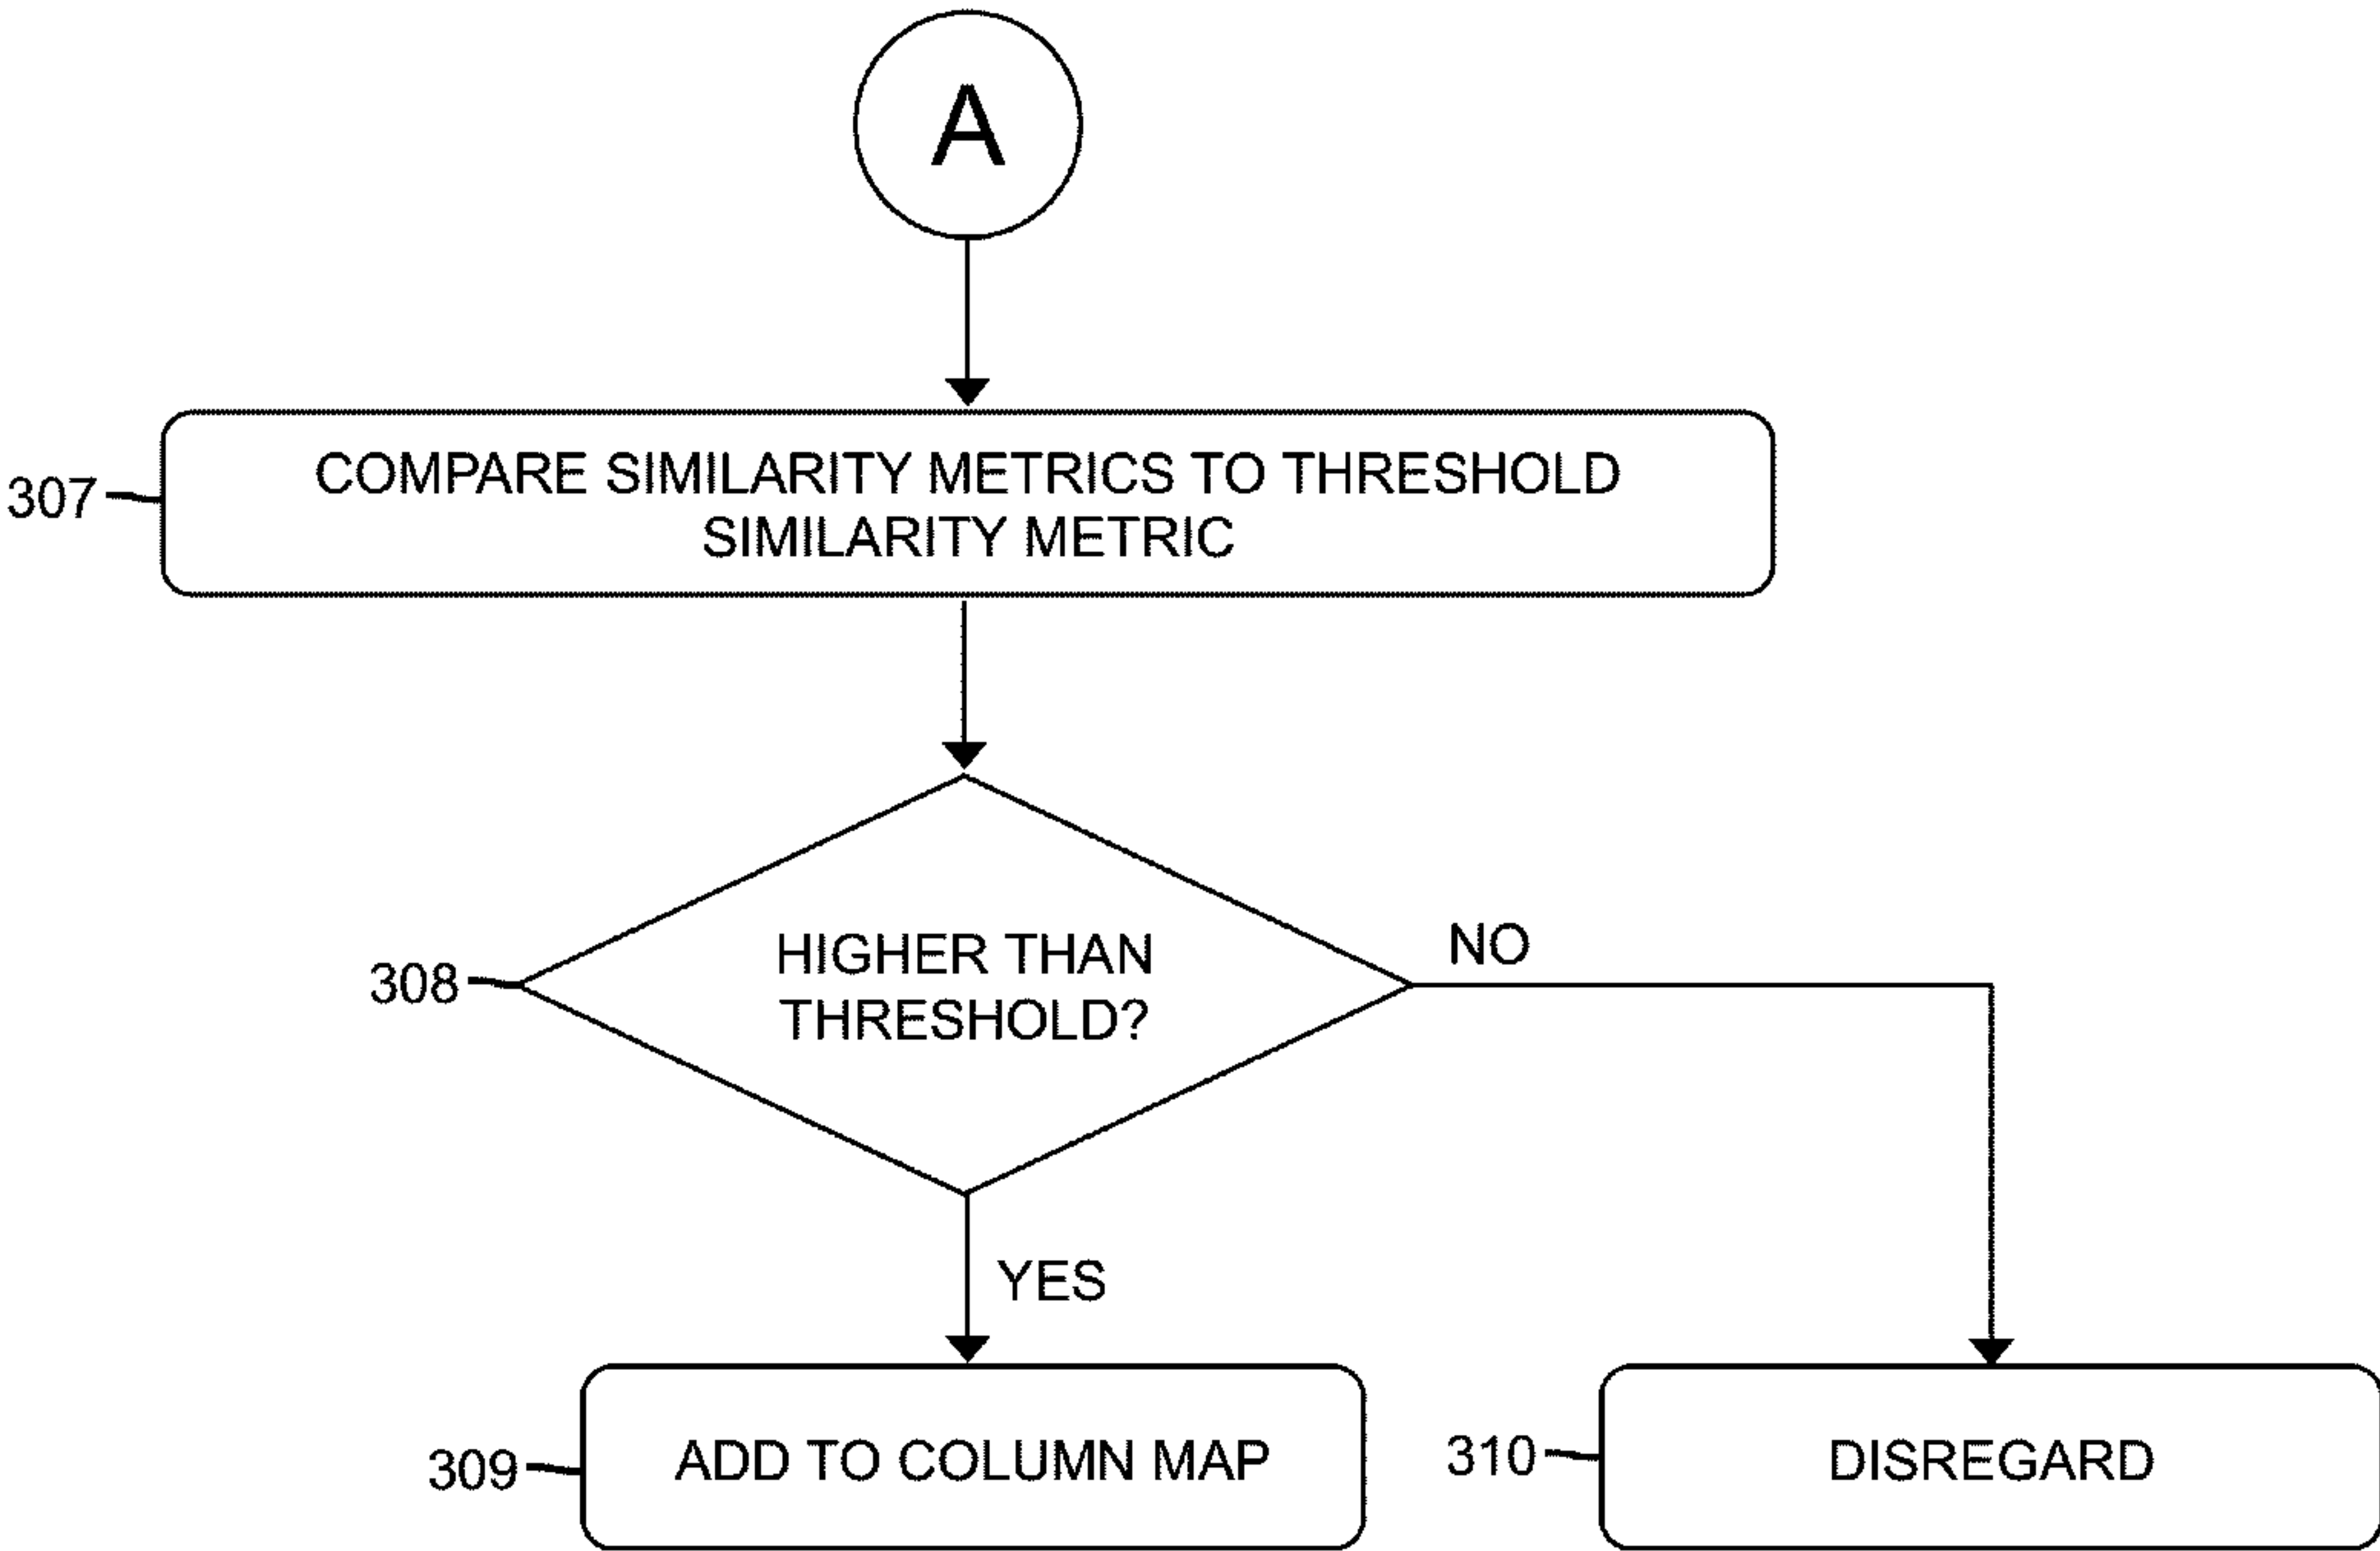 A
307
COMPARE SIMILARITY METRICS TO THRESHOLD
SIMILARITY METRIC
308
HIGHER THAN
THRESHOLD?
NO
YES
309
ADD TO COLUMN MAP
310
DISREGARD